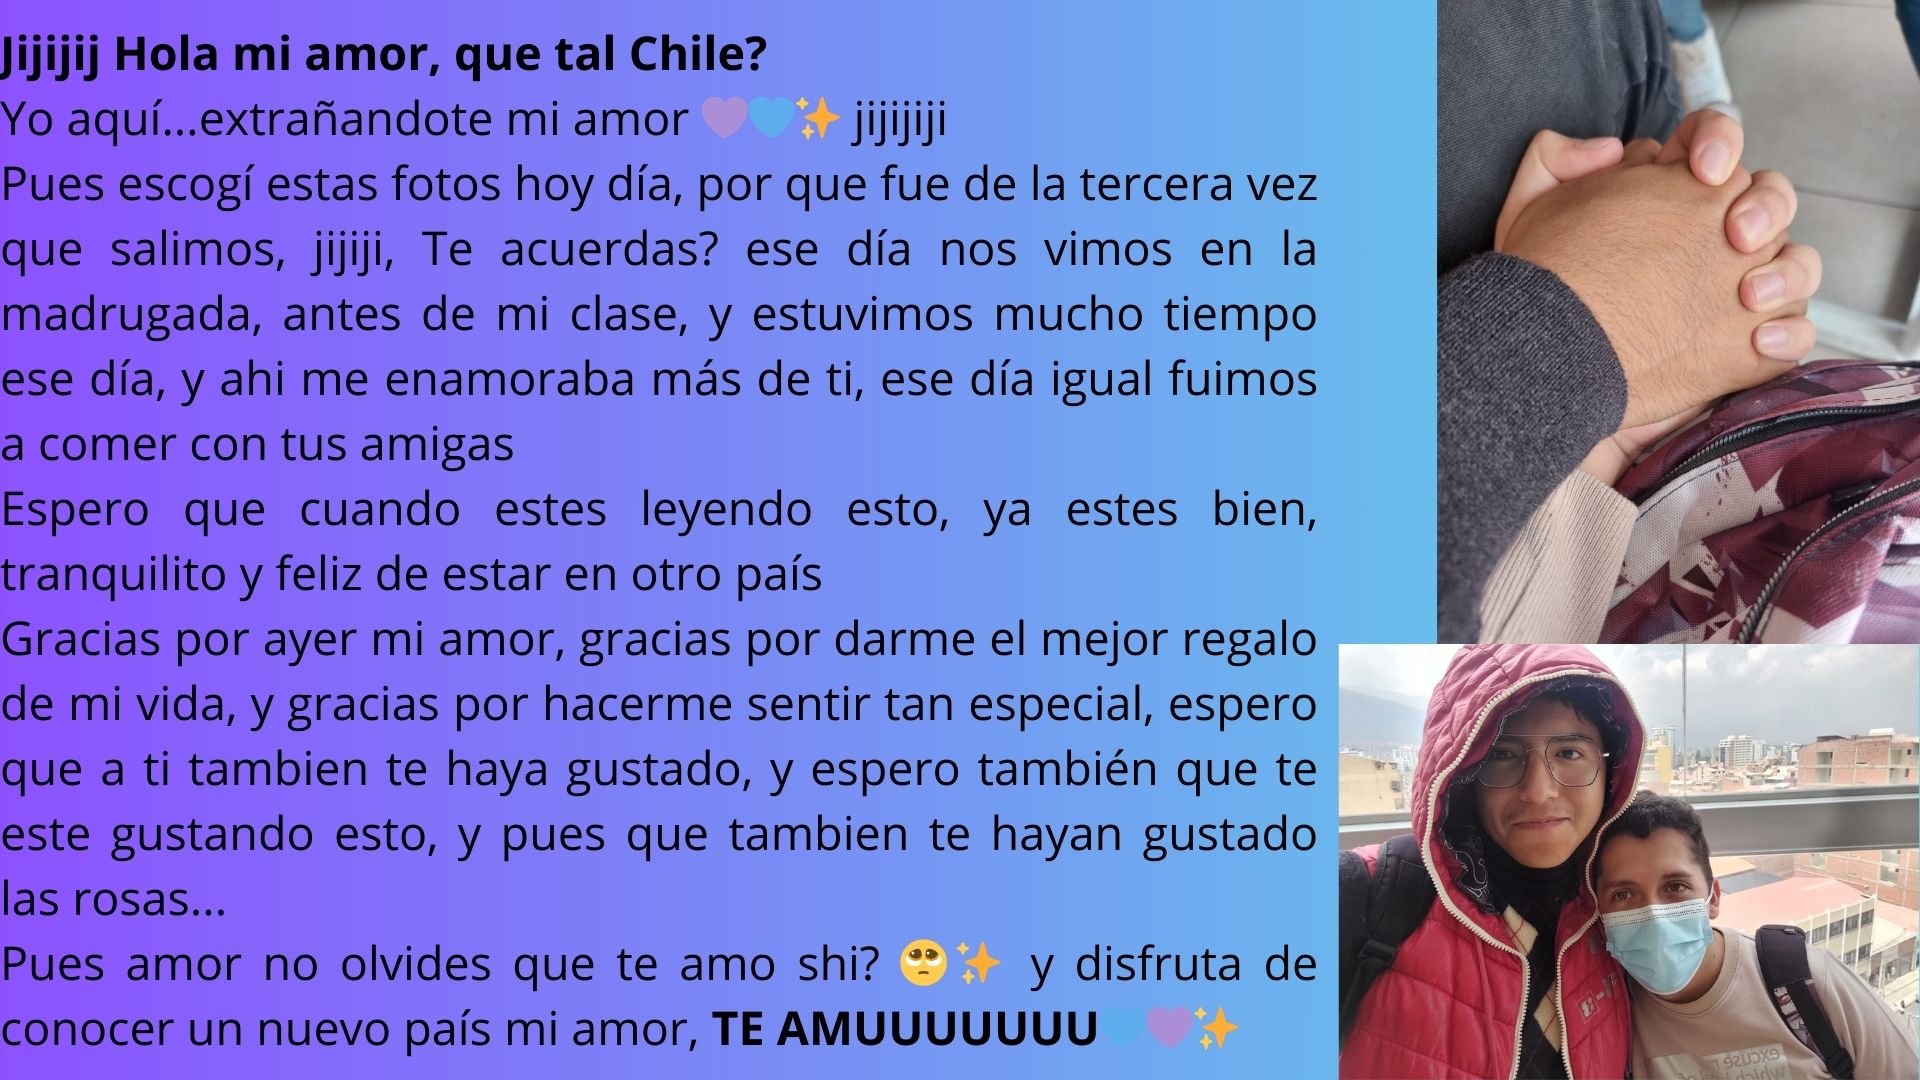 Jijijij Hola mi amor, que tal Chile?
Yo aquí...extrañandote mi amor 💜💙✨ jijijiji
Pues escogí estas fotos hoy día, por que fue de la tercera vez
que salimos, jijiji, Te acuerdas? ese día nos vimos en la
madrugada, antes de mi clase, y estuvimos mucho tiempo
ese día, y ahi me enamoraba más de ti, ese día igual fuimos
a comer con tus amigas
Espero que cuando estes leyendo esto, ya estes bien,
tranquilito y feliz de estar en otro país
Gracias por ayer mi amor, gracias por darme el mejor regalo
de mi vida, y gracias por hacerme sentir tan especial, espero
que a ti tambien te haya gustado, y espero también que te
este gustando esto, y pues que tambien te hayan gustado
las rosas...
Pues amor no olvides que te amo shi? 🥺✨ y disfruta de
conocer un nuevo país mi amor, TE AMUUUUUUU💙💜✨
excuse